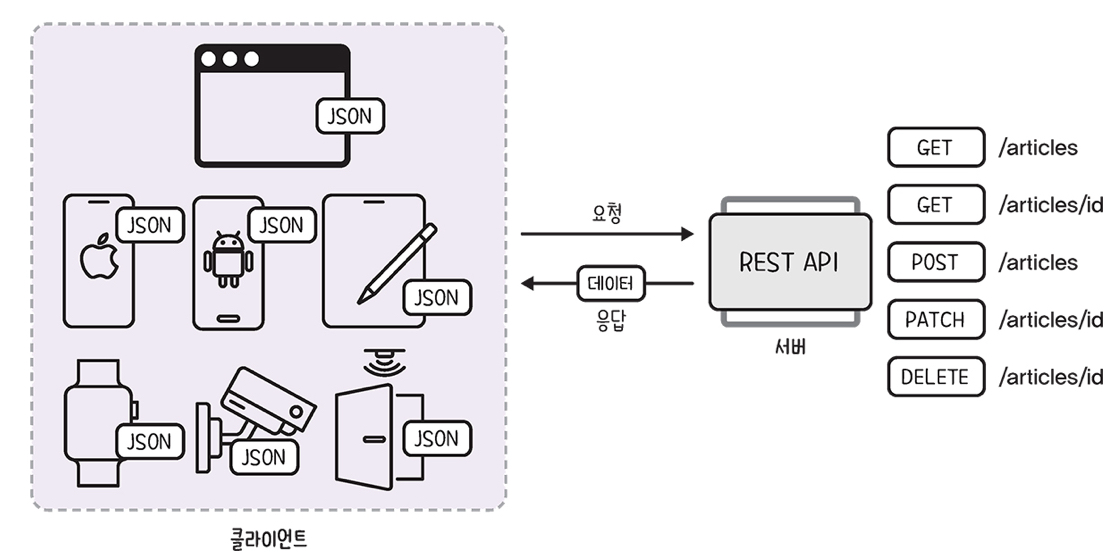 JSON
JSON
JSON
JSON
JSON
JSON
JSON
클라이언트
요청
데이터
응답
REST API
서버
GET /articles
GET /articles/id
POST /articles
PATCH /articles/id
DELETE /articles/id